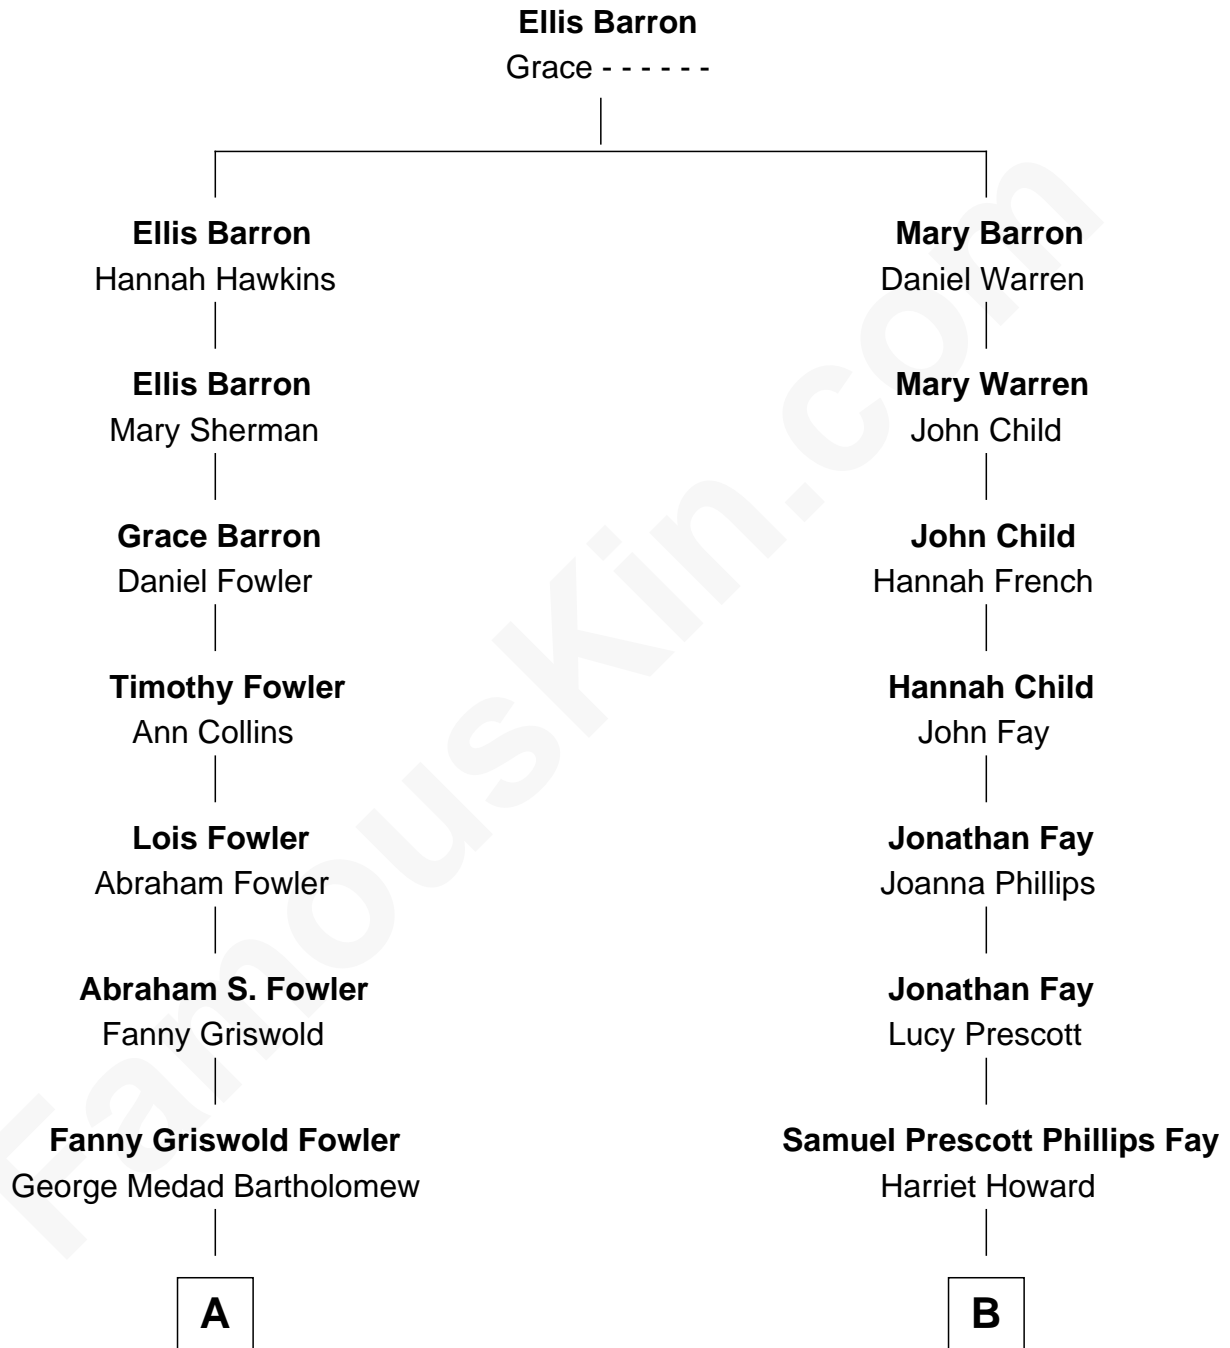 Ellis Barron
Grace - - - - - -
Ellis Barron
Hannah Hawkins
Mary Barron
Daniel Warren
Ellis Barron
Mary Sherman
Mary Warren
John Child
Grace Barron
Daniel Fowler
John Child
Hannah French
Timothy Fowler
Ann Collins
Hannah Child
John Fay
Lois Fowler
Abraham Fowler
Jonathan Fay
Joanna Phillips
Abraham S. Fowler
Fanny Griswold
Jonathan Fay
Lucy Prescott
Fanny Griswold Fowler
George Medad Bartholomew
Samuel Prescott Phillips Fay
Harriet Howard
A
B
FamousKin.com